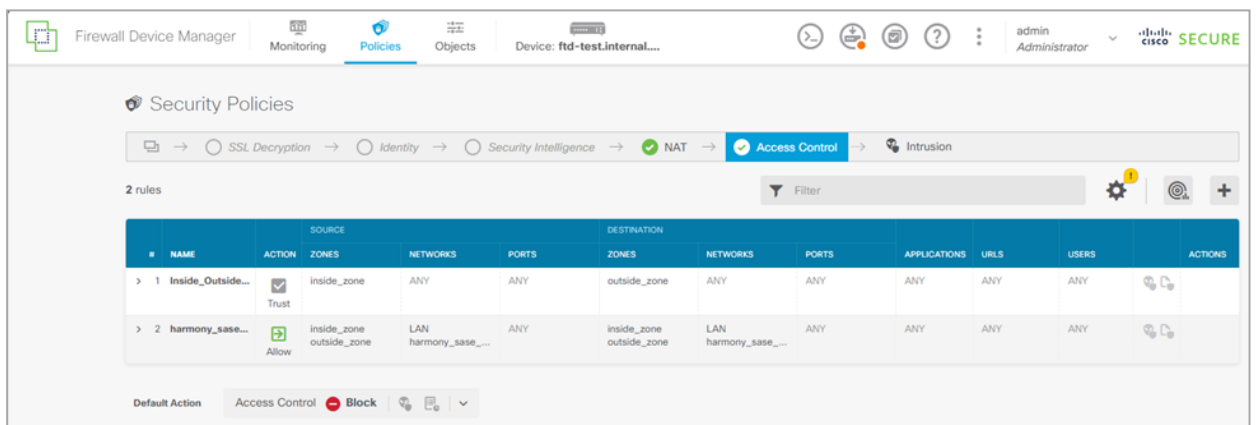 Firewall Device Manager Monitoring Policies Objects Device: ftd-test.internal.... admin Administrator cisco SECURE
Security Policies
SSL Decryption → Identity → Security Intelligence → NAT → Access Control → Intrusion
2 rules Filter
SOURCE DESTINATION
# NAME ACTION ZONES NETWORKS PORTS ZONES NETWORKS PORTS APPLICATIONS URLS USERS ACTIONS
> 1 Inside_Outside... Trust inside_zone ANY ANY outside_zone ANY ANY ANY ANY ANY
> 2 harmony_sase... Allow inside_zone LAN ANY inside_zone LAN ANY ANY ANY ANY
outside_zone harmony_sase_... outside_zone harmony_sase_...
Default Action Access Control Block